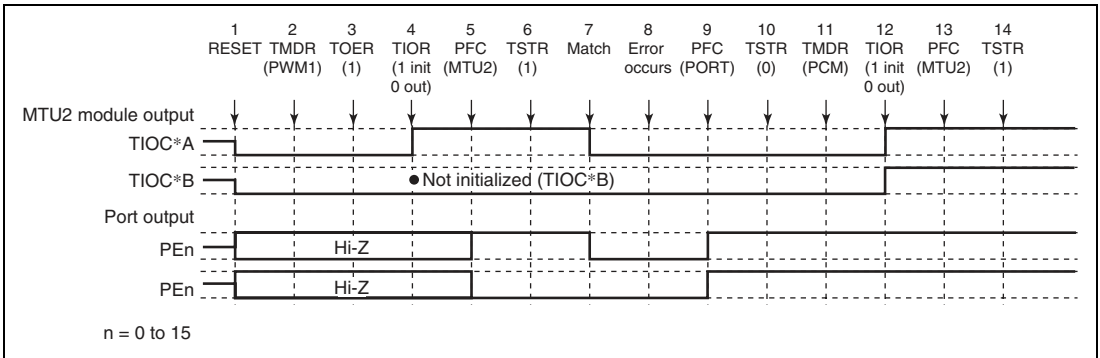 1 2 3 4 5 6 7 8 9 10 11 12 13 14
RESET TMDR TOER TIOR PFC TSTR Match Error PFC TSTR TMDR TIOR PFC TSTR
(PWM1) (1) (1 init (MTU2) (1) occurs (PORT) (0) (PCM) (1 init (MTU2) (1)
0 out) 0 out)
MTU2 module output
TIOC*A
TIOC*B
●Not initialized (TIOC*B)
Port output
PEn
Hi-Z
PEn
Hi-Z
n = 0 to 15